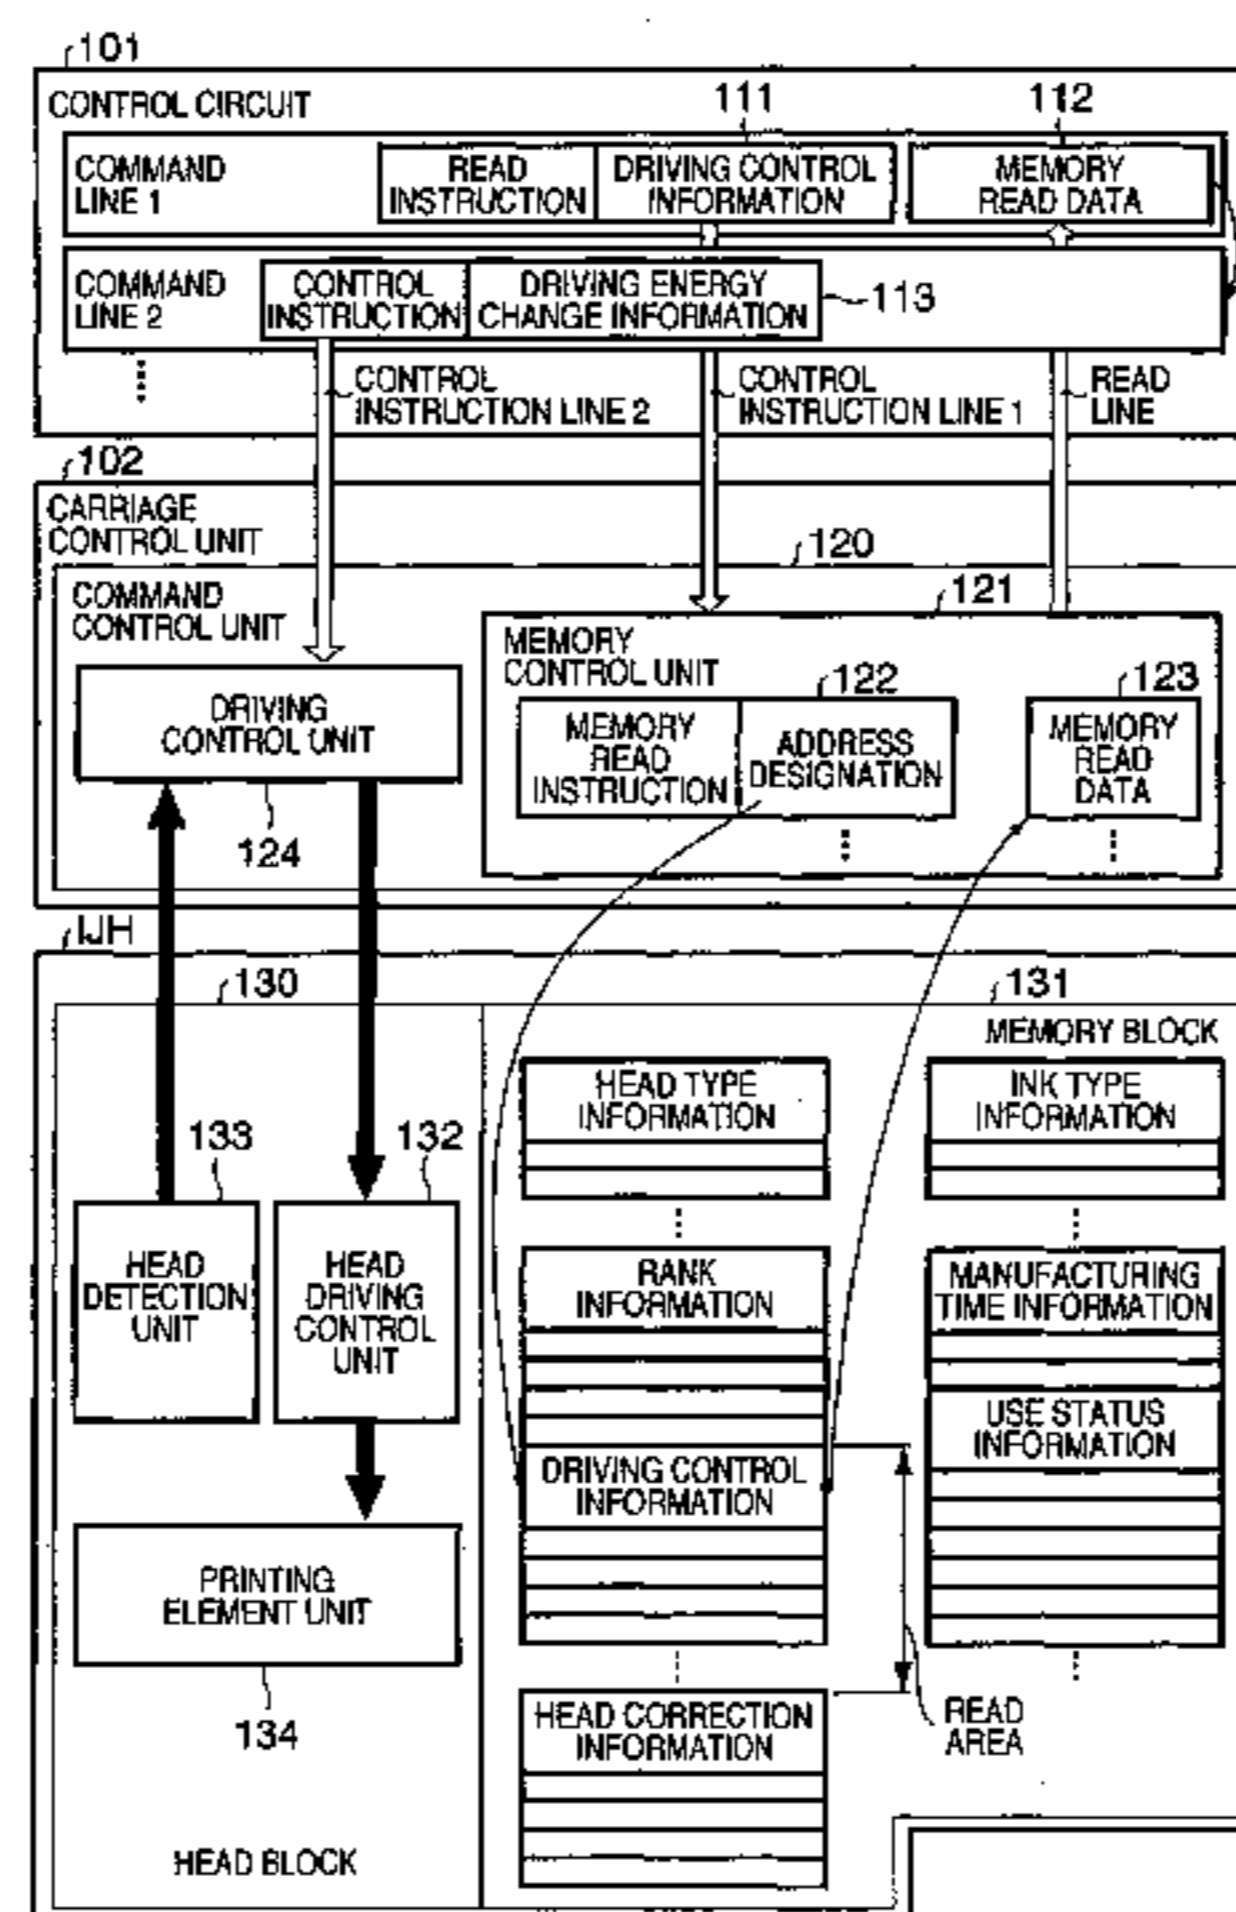 101
CONTROL CIRCUIT
111
112
COMMAND
LINE 1
READ
INSTRUCTION
DRIVING CONTROL
INFORMATION
MEMORY
READ DATA
COMMAND
LINE 2
CONTROL
INSTRUCTION
DRIVING ENERGY
CHANGE INFORMATION
113
CONTROL
INSTRUCTION LINE 2
CONTROL
INSTRUCTION LINE 1
READ
LINE
102
CARRIAGE
CONTROL UNIT
120
COMMAND
CONTROL UNIT
121
MEMORY
CONTROL UNIT
DRIVING
CONTROL UNIT
124
122
123
MEMORY
READ
INSTRUCTION
ADDRESS
DESIGNATION
MEMORY
READ
DATA
IJH
130
131
MEMORY BLOCK
HEAD TYPE
INFORMATION
INK TYPE
INFORMATION
133
132
HEAD
DETECTION
UNIT
HEAD
DRIVING
CONTROL
UNIT
RANK
INFORMATION
MANUFACTURING
TIME INFORMATION
USE STATUS
INFORMATION
DRIVING CONTROL
INFORMATION
PRINTING
ELEMENT UNIT
134
HEAD CORRECTION
INFORMATION
READ
AREA
HEAD BLOCK